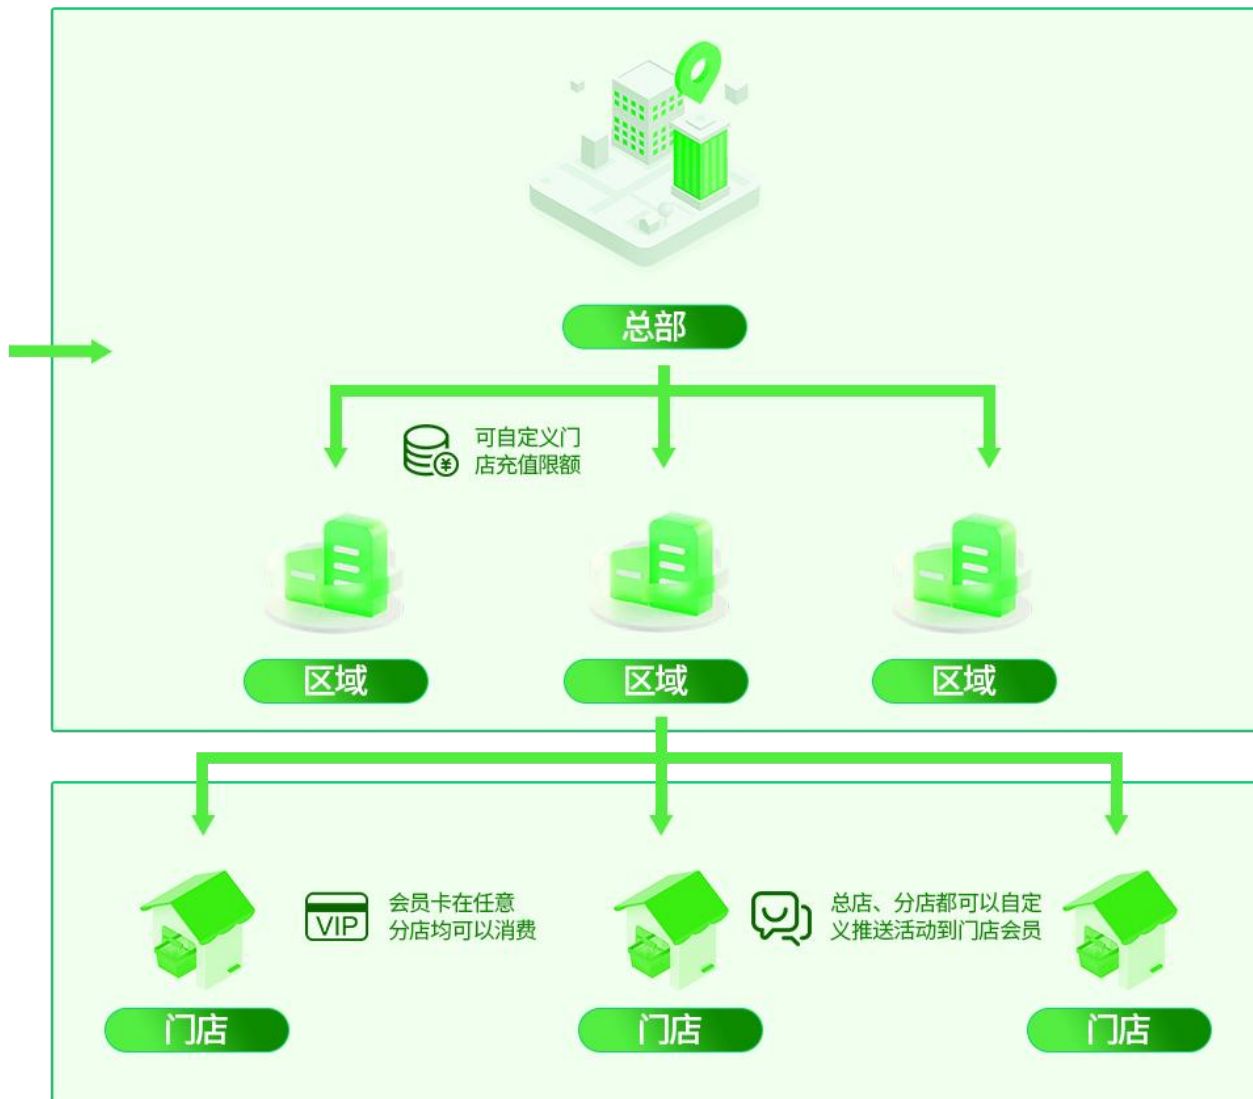 总部
可自定义门
店充值限额
区域
区域
区域
会员卡在任意
分店均可以消费
VIP
总店、分店都可以自定
义推送活动到门店会员
门店
门店
门店